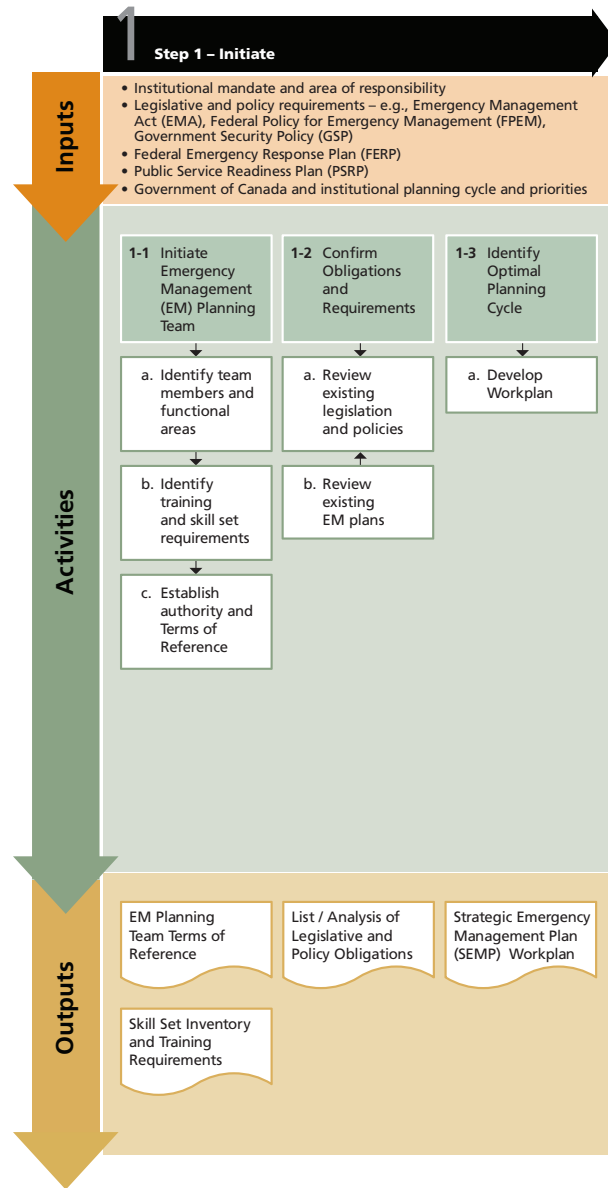 1
Step 1 – Initiate
Inputs
• Institutional mandate and area of responsibility
• Legislative and policy requirements – e.g., Emergency Management
Act (EMA), Federal Policy for Emergency Management (FPEM),
Government Security Policy (GSP)
• Federal Emergency Response Plan (FERP)
• Public Service Readiness Plan (PSRP)
• Government of Canada and institutional planning cycle and priorities
Activities
1-1 Initiate
Emergency
Management
(EM) Planning
Team
a. Identify team
members and
functional
areas
b. Identify
training
and skill set
requirements
c. Establish
authority and
Terms of
Reference
1-2 Confirm
Obligations
and
Requirements
a. Review
existing
legislation
and policies
b. Review
existing
EM plans
1-3 Identify
Optimal
Planning
Cycle
a. Develop
Workplan
Outputs
EM Planning
Team Terms of
Reference
Skill Set Inventory
and Training
Requirements
List / Analysis of
Legislative and
Policy Obligations
Strategic Emergency
Management Plan
(SEMP) Workplan